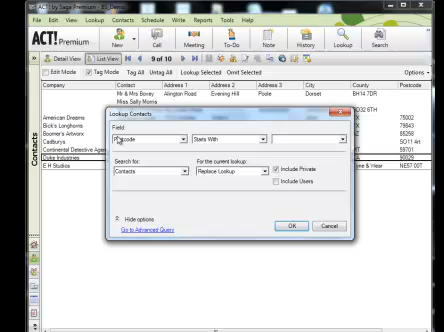 ACT! by Sage Premium - BS_Demo
File Edit View Lookup Contacts Schedule Write Reports Tools Help
ACT! Premium New Call Meeting To-Do Note History Lookup Search
Detail View List View 9 of 10
Edit Mode Tag Mode Tag All Untag All Lookup Selected Omit Selected Options
Company Contact Address 1 Address 2 Address 3 City County Postcode
Mr & Mrs Bovey Alington Road Evening Hill Poole Dorset BH14 7DR
Miss Sally Morris
American Dreams 75002
Bick's Longhorns 79843
Boomer's Artworx 85258
Cadburys SO11 4rt
Continental Detective Agen 59701
Duke Industries 90029
E H Studios NE57 00T
Contacts
Lookup Contacts
Field:
Postcode Starts With
Search for: For the current lookup:
Contacts Replace Lookup Include Private
Include Users
Hide options
Go to Advanced Query OK Cancel